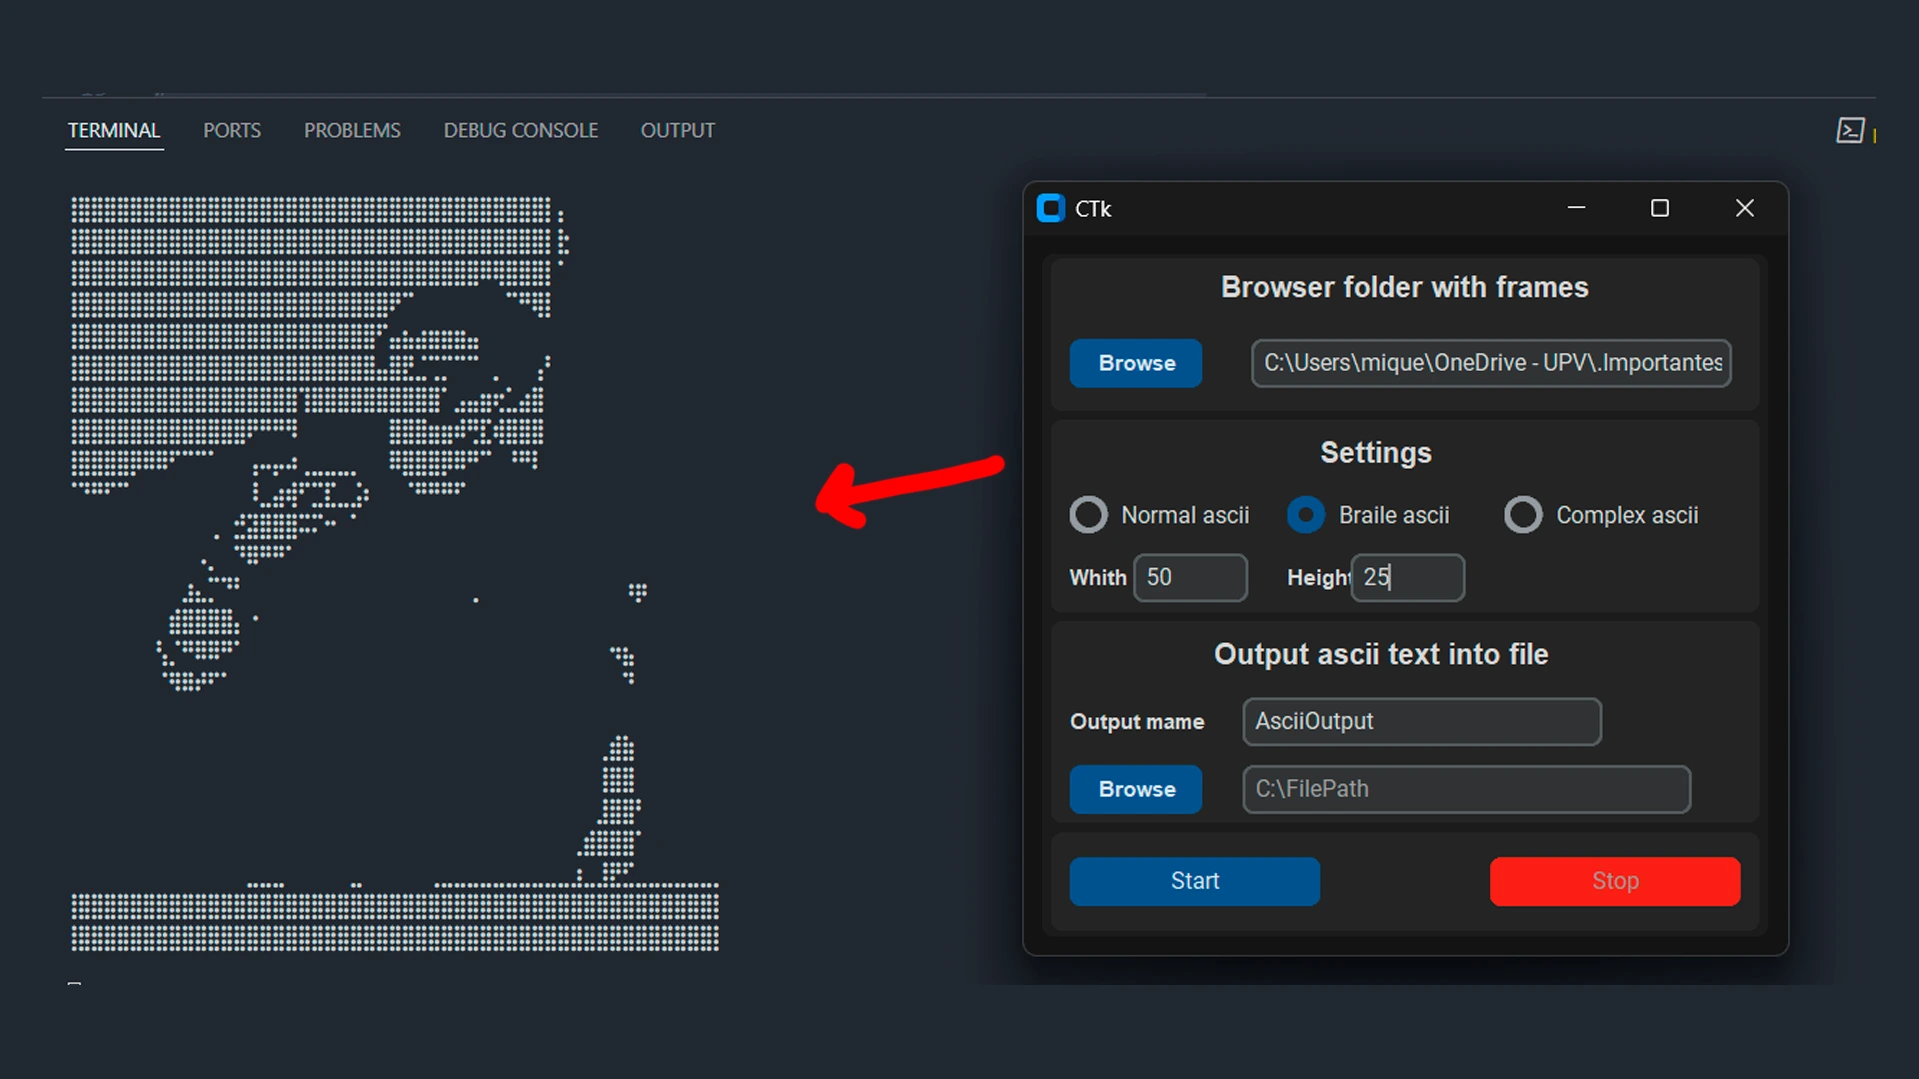 TERMINAL PORTS PROBLEMS DEBUG CONSOLE OUTPUT
CTk
Browser folder with frames
Browse C:\Users\mique\OneDrive - UPV\.Importantes
Settings
Normal ascii Braile ascii Complex ascii
Whith 50 Height 25
Output ascii text into file
Output mame AsciiOutput
Browse C:\FilePath
Start Stop